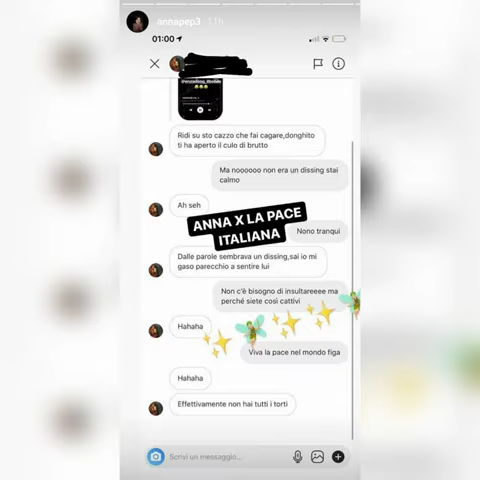 annapep3 11h
01:00
Ridi su sto cazzo che fai cagare,donghito
ti ha aperto il culo di brutto
Ma noooooo non era un dissing stai
calmo
Ah seh
ANNA X LA PACE
ITALIANA
Nono tranqui
Dalle parole sembrava un dissing,sai io mi
gaso parecchio a sentire lui
Non c'è bisogno di insultareeee ma
perché siete così cattivi
Hahaha
Viva la pace nel mondo figa
Hahaha
Effettivamente non hai tutti i torti
Scrivi un messaggio...